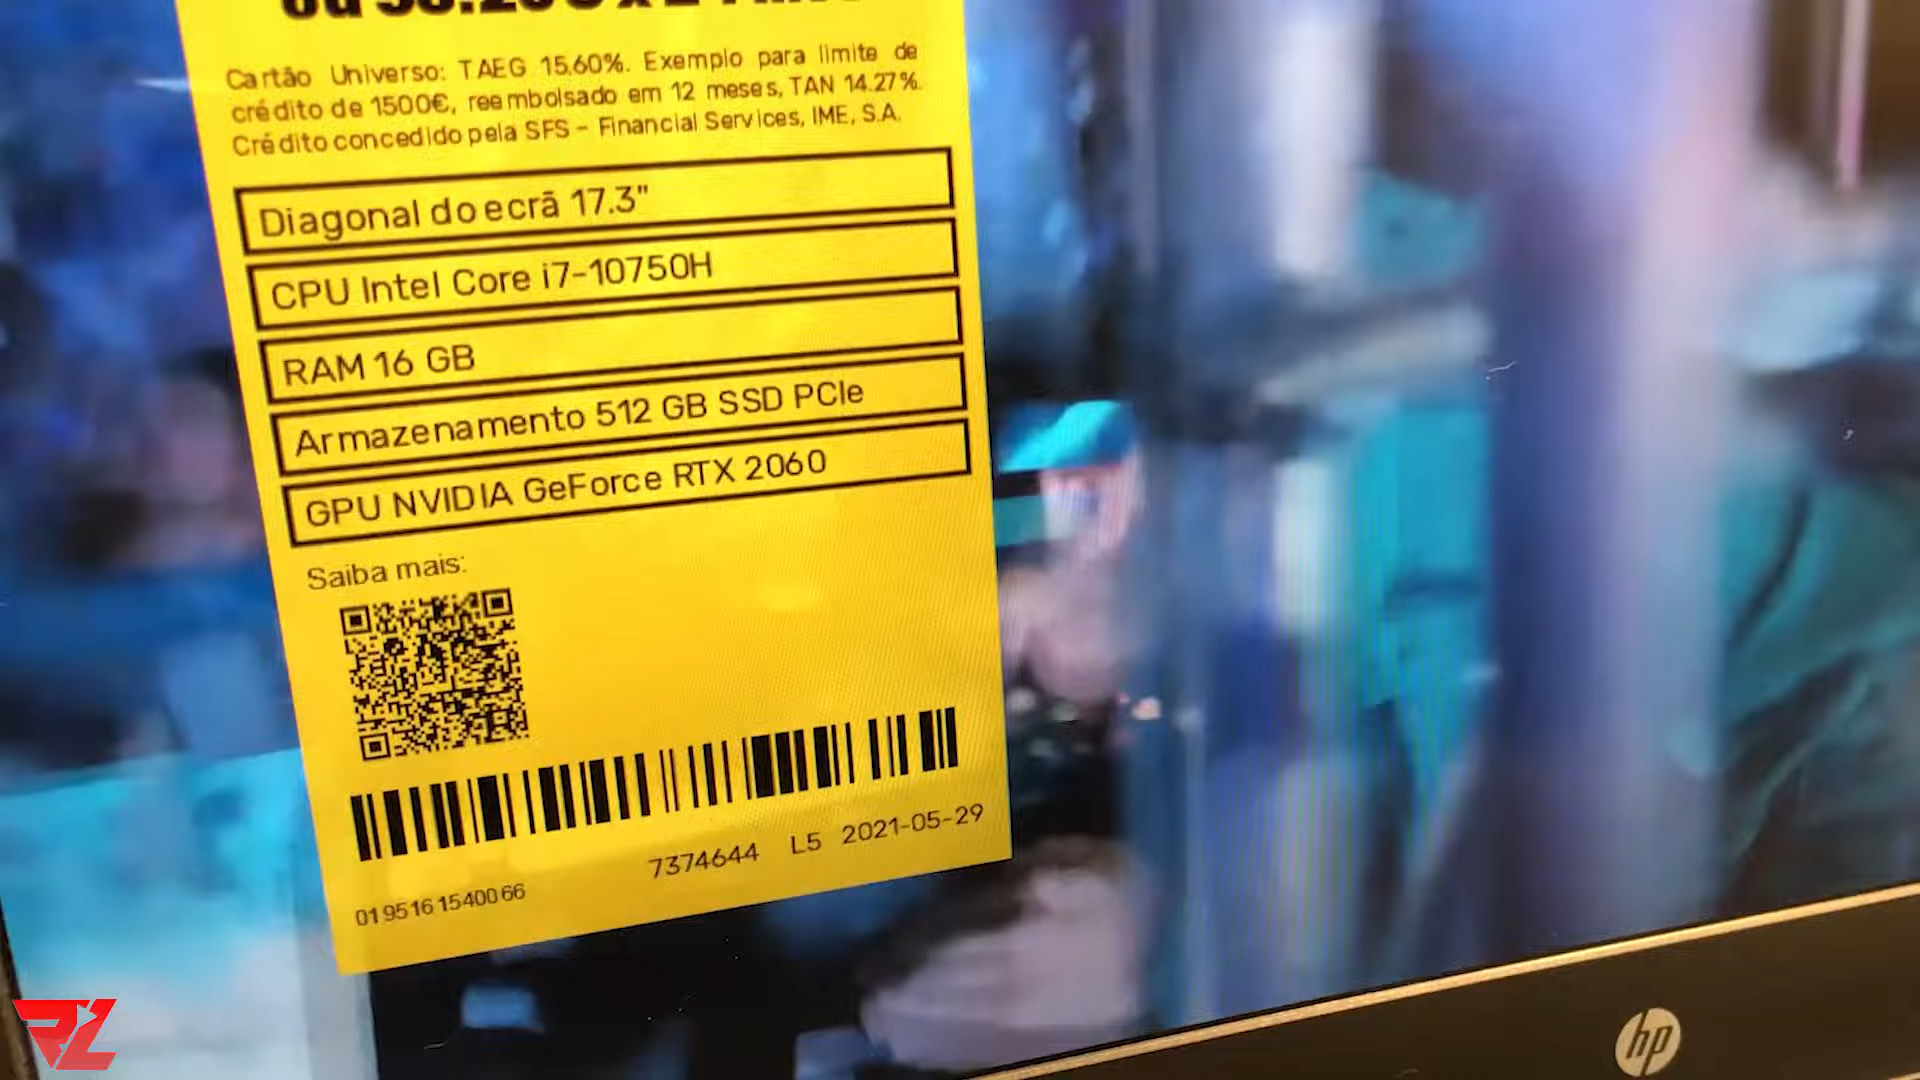 Cartão Universo: TAEG 15.60%. Exemplo para limite de
crédito de 1500€, reembolsado em 12 meses, TAN 14.27%.
Crédito concedido pela SFS - Financial Services, IME, S.A.
Diagonal do ecrã 17.3"
CPU Intel Core i7-10750H
RAM 16 GB
Armazenamento 512 GB SSD PCIe
GPU NVIDIA GeForce RTX 2060
Saiba mais:
7374644 L5 2021-05-29
0195161540066
hp